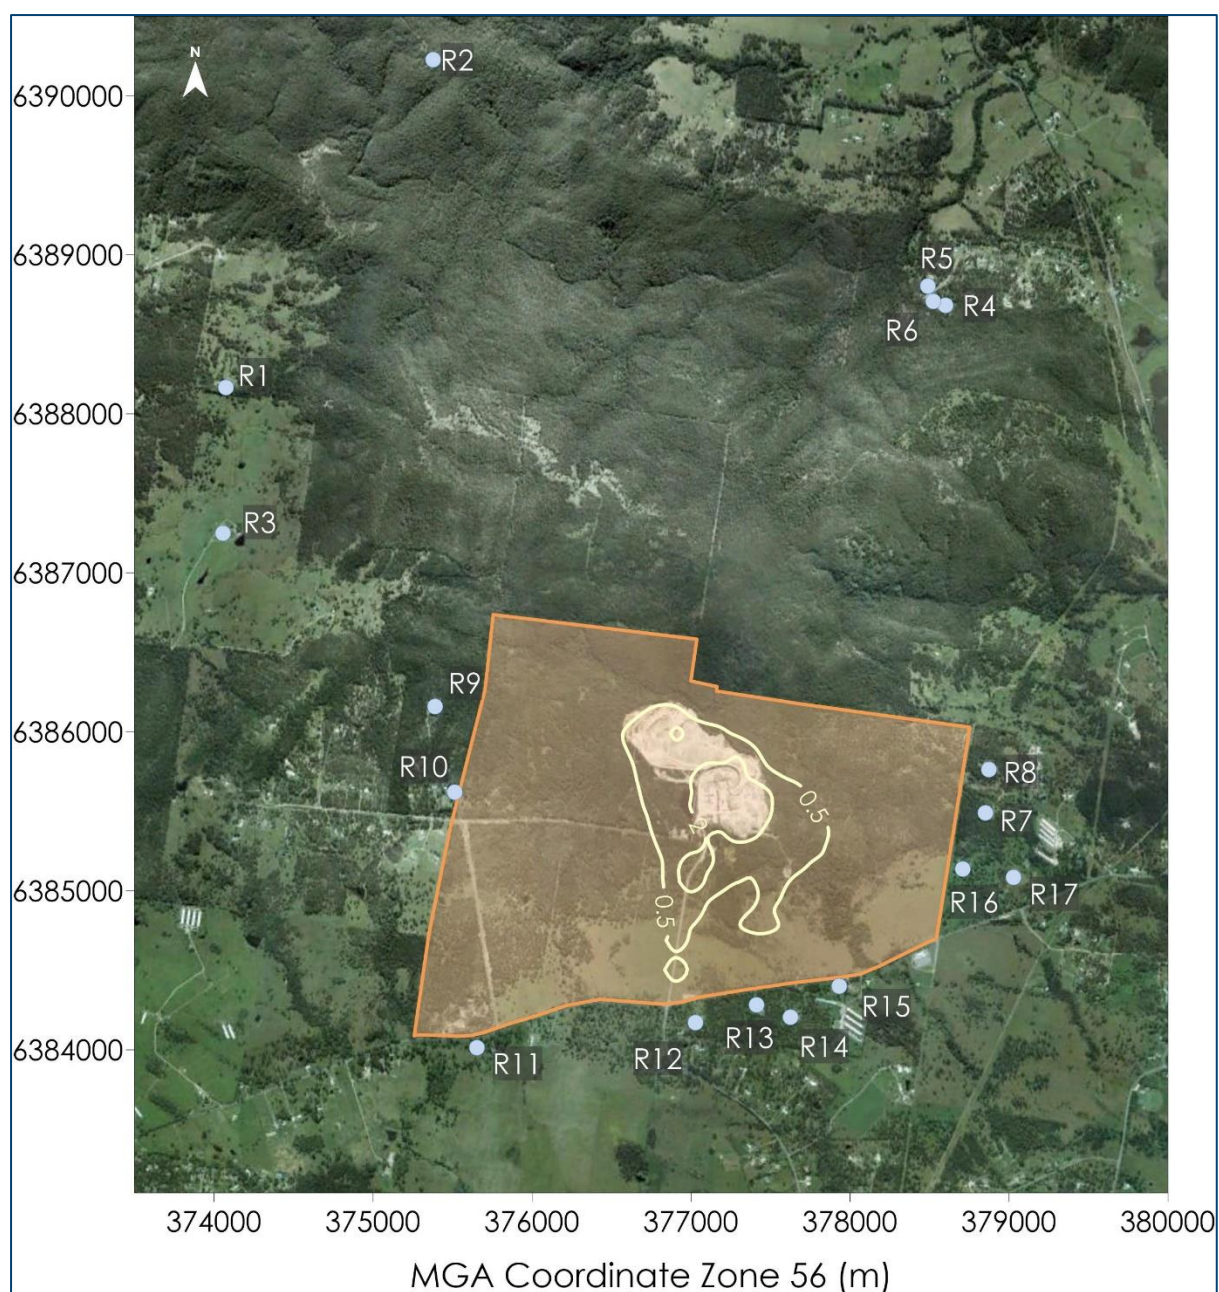 N
R2
6390000
6389000
R5
R4
R6
R1
6388000
R3
6387000
R9
6386000
R10
R8
0.5
R7
2
6385000
R16
R17
0.5
R15
R13
R14
R12
6384000
R11
374000 375000 376000 377000 378000 379000 380000
MGA Coordinate Zone 56 (m)